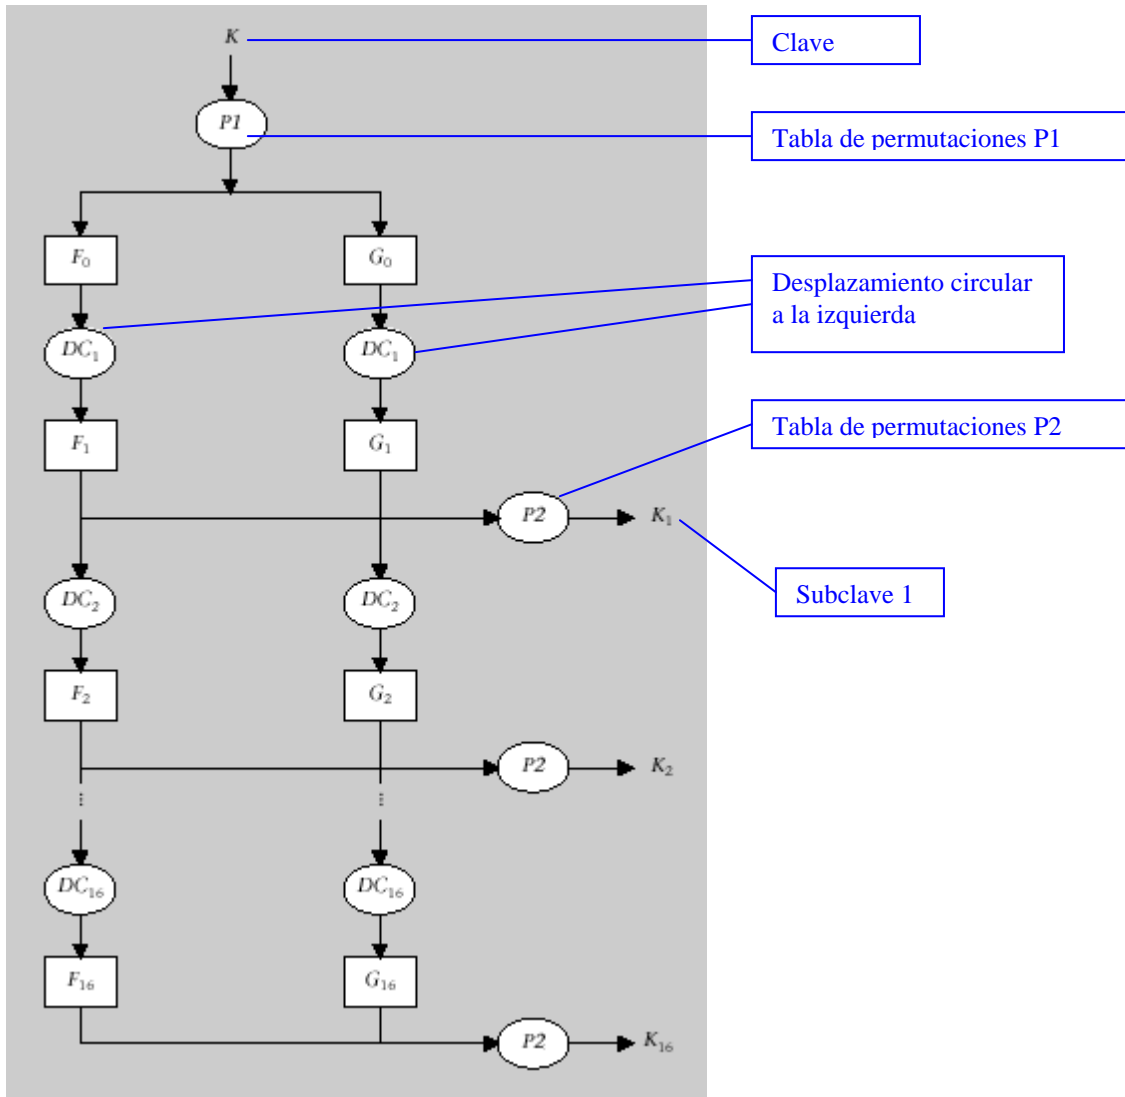 K
Clave
P1
Tabla de permutaciones P1
F₀
G₀
Desplazamiento circular
a la izquierda
DC₁
DC₁
Tabla de permutaciones P2
F₁
G₁
P2
K₁
DC₂
DC₂
Subclave 1
F₂
G₂
P2
K₂
⋮
⋮
DC₁₆
DC₁₆
F₁₆
G₁₆
P2
K₁₆